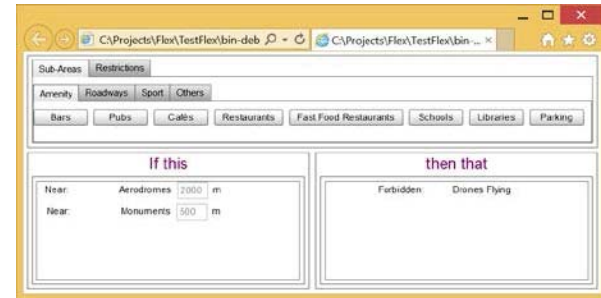 C:\Projects\Flex\TestFlex\bin-deb
C:\Projects\Flex\TestFlex\bin-... ×
Sub-Areas Restrictions
Amenity Roadways Sport Others
Bars Pubs Cafés Restaurants Fast Food Restaurants Schools Libraries Parking
If this
Near: Aerodromes 2000 m
Near: Monuments 500 m
then that
Forbidden: Drones Flying